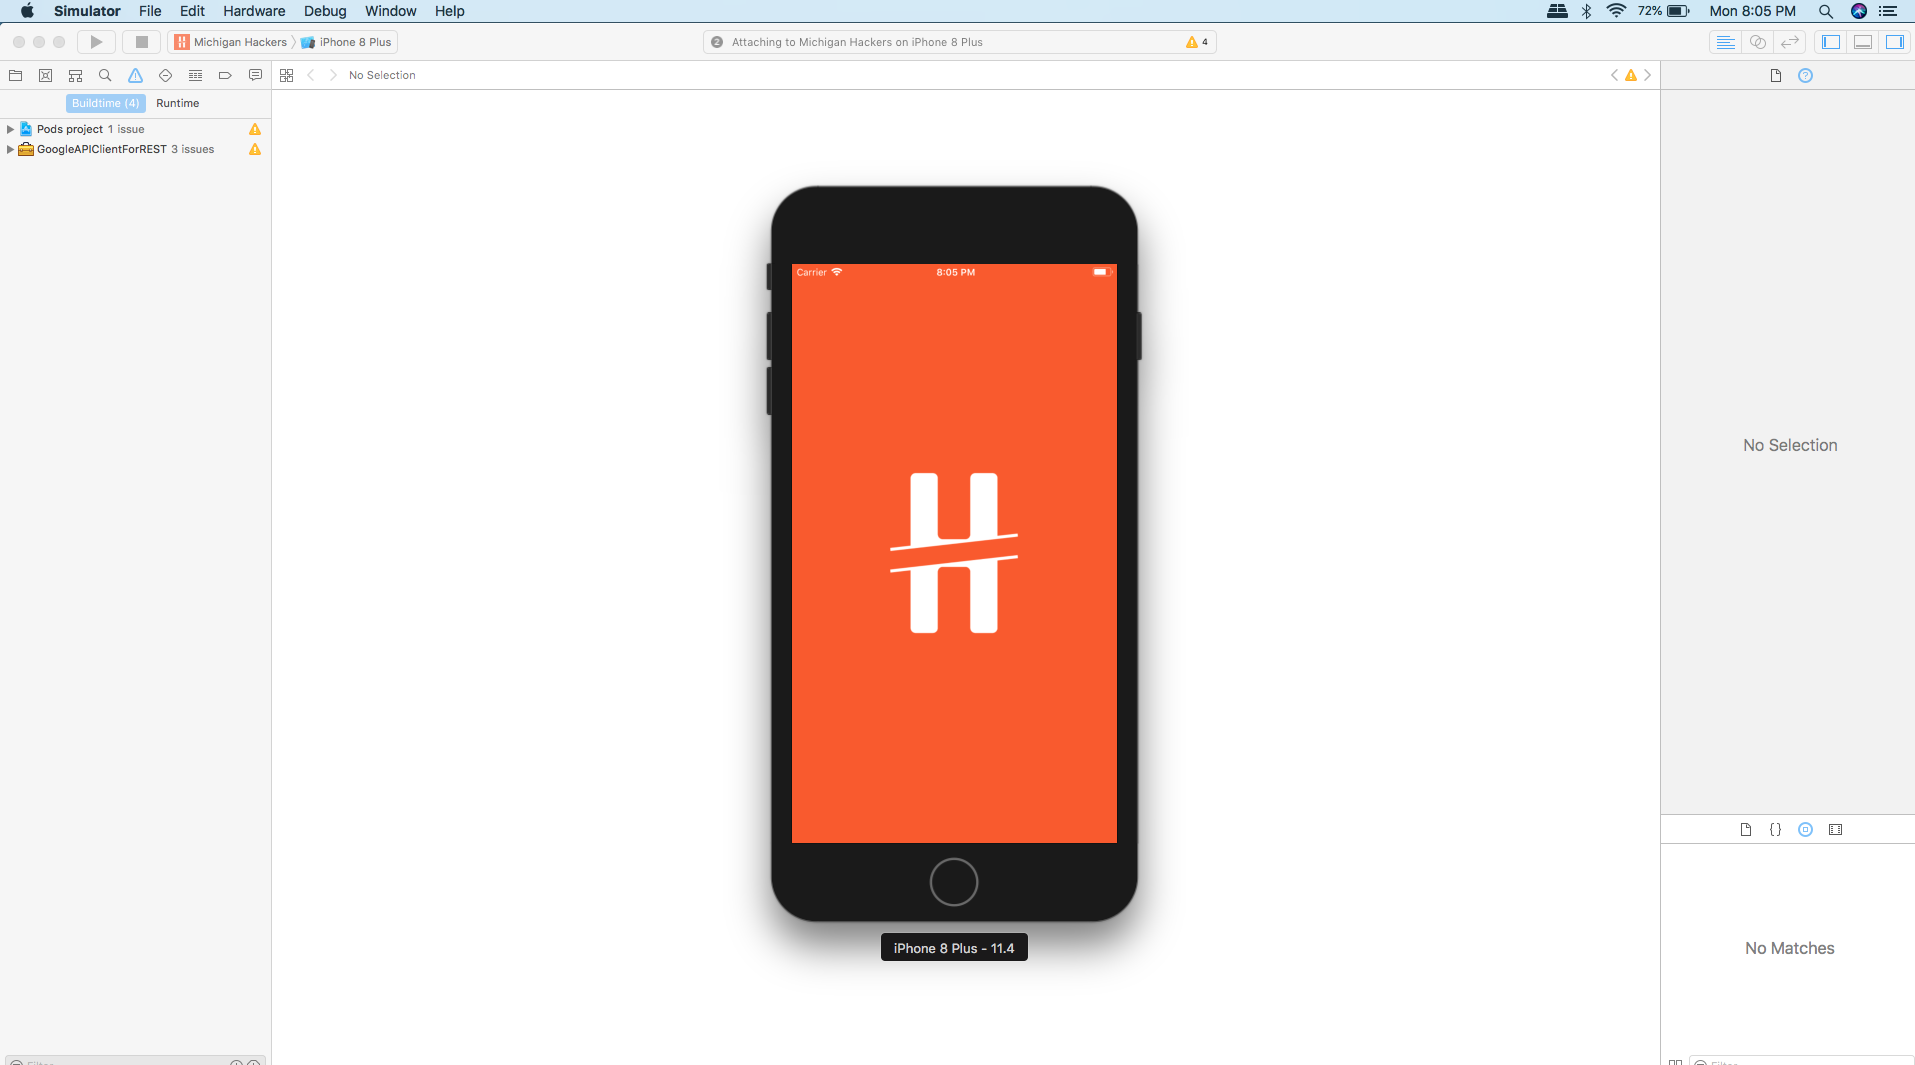 Simulator File Edit Hardware Debug Window Help 72% Mon 8:05 PM
Michigan Hackers iPhone 8 Plus 2 Attaching to Michigan Hackers on iPhone 8 Plus 4
No Selection
Buildtime (4) Runtime
Pods project 1 issue
GoogleAPIClientForREST 3 issues
Carrier 8:05 PM
H
iPhone 8 Plus - 11.4
No Selection
No Matches